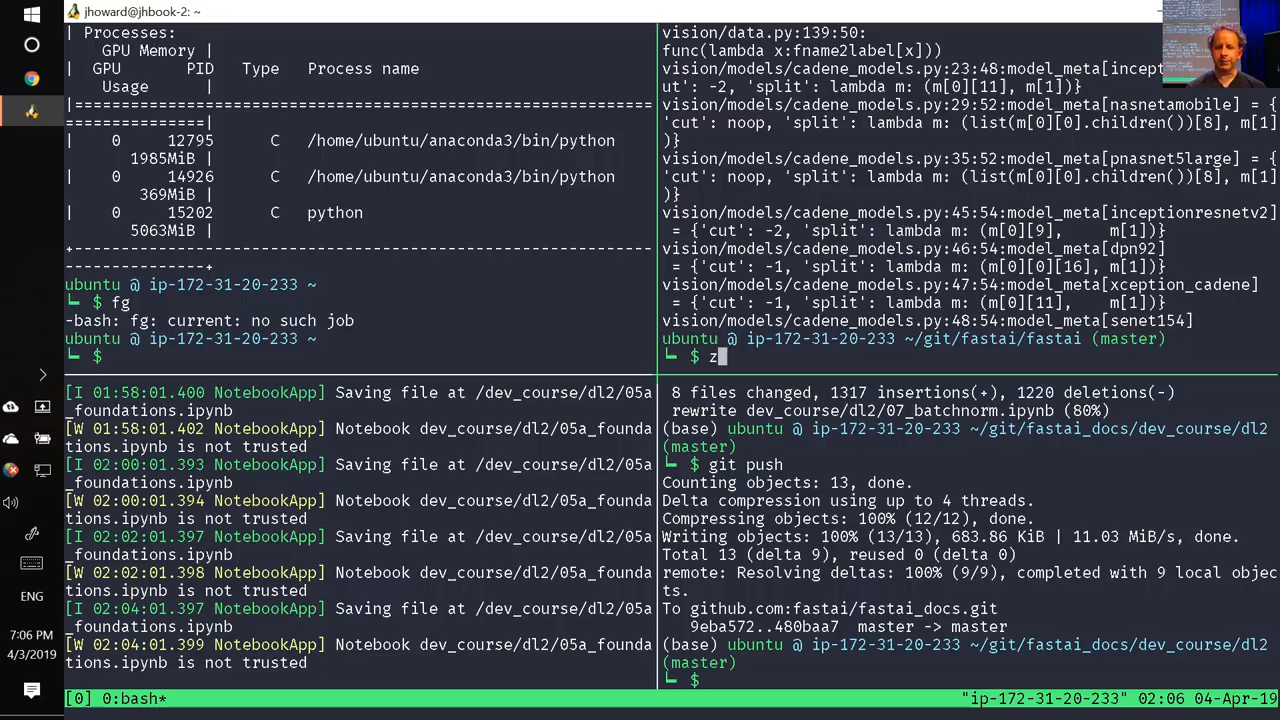 jhoward@jhbook-2: ~
| Processes:
GPU Memory |
| GPU PID Type Process name
Usage |
|===============================================================
===============|
| 0 12795 C /home/ubuntu/anaconda3/bin/python
1985MiB |
| 0 14926 C /home/ubuntu/anaconda3/bin/python
369MiB |
| 0 15202 C python
5063MiB |
+---------------------------------------------------------------
---------------+
ubuntu @ ip-172-31-20-233 ~
$ fg
-bash: fg: current: no such job
ubuntu @ ip-172-31-20-233 ~
$
vision/data.py:139:50:
func(lambda x:fname2label[x]))
vision/models/cadene_models.py:23:48:model_meta[incept
ut': -2, 'split': lambda m: (m[0][11], m[1])}
vision/models/cadene_models.py:29:52:model_meta[nasnetamobile] = {
'cut': noop, 'split': lambda m: (list(m[0][0].children())[8], m[1]
)}
vision/models/cadene_models.py:35:52:model_meta[pnasnet5large] = {
'cut': noop, 'split': lambda m: (list(m[0][0].children())[8], m[1]
)}
vision/models/cadene_models.py:45:54:model_meta[inceptionresnetv2]
= {'cut': -2, 'split': lambda m: (m[0][9], m[1])}
vision/models/cadene_models.py:46:54:model_meta[dpn92]
= {'cut': -1, 'split': lambda m: (m[0][0][16], m[1])}
vision/models/cadene_models.py:47:54:model_meta[xception_cadene]
= {'cut': -1, 'split': lambda m: (m[0][11], m[1])}
vision/models/cadene_models.py:48:54:model_meta[senet154]
ubuntu @ ip-172-31-20-233 ~/git/fastai/fastai (master)
$ z
[I 01:58:01.400 NotebookApp] Saving file at /dev_course/dl2/05a
_foundations.ipynb
[W 01:58:01.402 NotebookApp] Notebook dev_course/dl2/05a_founda
tions.ipynb is not trusted
[I 02:00:01.393 NotebookApp] Saving file at /dev_course/dl2/05a
_foundations.ipynb
[W 02:00:01.394 NotebookApp] Notebook dev_course/dl2/05a_founda
tions.ipynb is not trusted
[I 02:02:01.397 NotebookApp] Saving file at /dev_course/dl2/05a
_foundations.ipynb
[W 02:02:01.398 NotebookApp] Notebook dev_course/dl2/05a_founda
tions.ipynb is not trusted
[I 02:04:01.397 NotebookApp] Saving file at /dev_course/dl2/05a
_foundations.ipynb
[W 02:04:01.399 NotebookApp] Notebook dev_course/dl2/05a_founda
tions.ipynb is not trusted
8 files changed, 1317 insertions(+), 1220 deletions(-)
rewrite dev_course/dl2/07_batchnorm.ipynb (80%)
(base) ubuntu @ ip-172-31-20-233 ~/git/fastai_docs/dev_course/dl2
(master)
$ git push
Counting objects: 13, done.
Delta compression using up to 4 threads.
Compressing objects: 100% (12/12), done.
Writing objects: 100% (13/13), 683.86 KiB | 11.03 MiB/s, done.
Total 13 (delta 9), reused 0 (delta 0)
remote: Resolving deltas: 100% (9/9), completed with 9 local objec
ts.
To github.com:fastai/fastai_docs.git
9eba572..480baa7 master -> master
(base) ubuntu @ ip-172-31-20-233 ~/git/fastai_docs/dev_course/dl2
(master)
$
[0] 0:bash*
"ip-172-31-20-233" 02:06 04-Apr-19
ENG
7:06 PM
4/3/2019